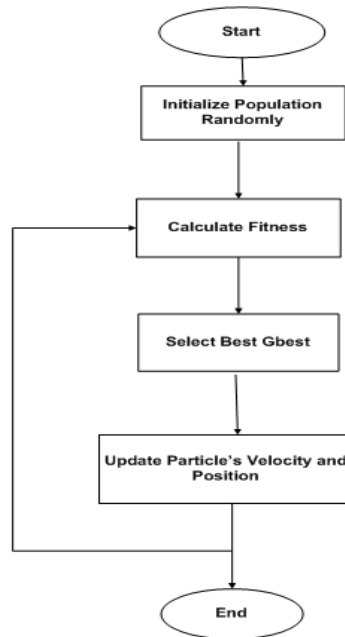 Start
Initialize Population
Randomly
Calculate Fitness
Select Best Gbest
Update Particle's Velocity and
Position
End